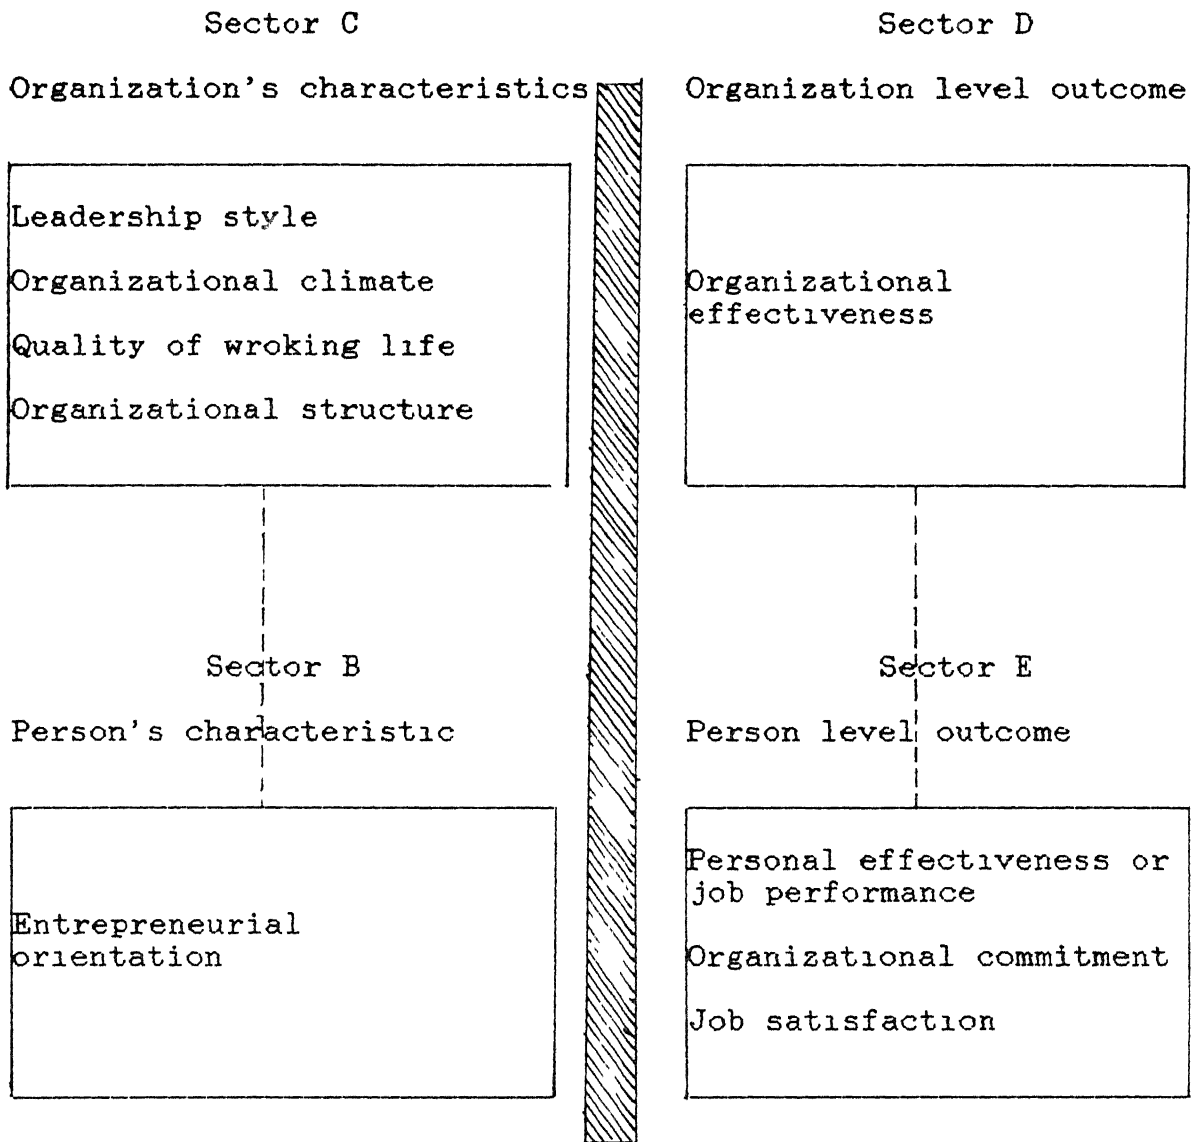 Sector C
Organization's characteristics
Leadership style
Organizational climate
Quality of wroking life
Organizational structure
Sector D
Organization level outcome
Organizational
effectiveness
Sector B
Person's characteristic
Entrepreneurial
orientation
Sector E
Person level outcome
Personal effectiveness or
job performance
Organizational commitment
Job satisfaction